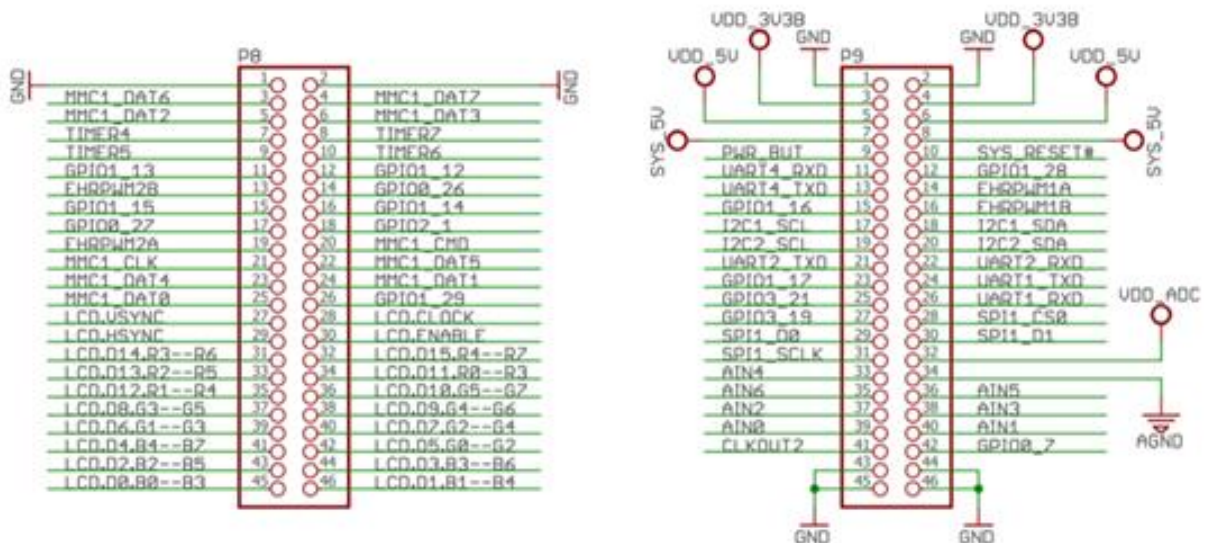 VDD_3V3B VDD_3V3B
GND GND
VDD_5V VDD_5V
P8 P9
GND 1 2 GND 1 2
MMC1_DAT6 3 4 MMC1_DAT7 3 4
MMC1_DAT2 5 6 MMC1_DAT3 5 6
TIMER4 7 8 TIMER7 SYS_5V 7 8 SYS_5V
TIMER5 9 10 TIMER6 PWR_BUT 9 10 SYS_RESET#
GPIO1_13 11 12 GPIO1_12 UART4_RXD 11 12 GPIO1_28
EHRPWM2B 13 14 GPIO0_26 UART4_TXD 13 14 EHRPWM1A
GPIO1_15 15 16 GPIO1_14 GPIO1_16 15 16 EHRPWM1B
GPIO0_27 17 18 GPIO2_1 I2C1_SCL 17 18 I2C1_SDA
EHRPWM2A 19 20 MMC1_CMD I2C2_SCL 19 20 I2C2_SDA
MMC1_CLK 21 22 MMC1_DAT5 UART2_TXD 21 22 UART2_RXD
MMC1_DAT4 23 24 MMC1_DAT1 GPIO1_17 23 24 UART1_TXD
MMC1_DAT0 25 26 GPIO1_29 GPIO3_21 25 26 UART1_RXD VDD_ADC
LCD.VSYNC 27 28 LCD.CLOCK GPIO3_19 27 28 SPI1_CS0
LCD.HSYNC 29 30 LCD.ENABLE SPI1_D0 29 30 SPI1_D1
LCD.D14.R3--R6 31 32 LCD.D15.R4--R7 SPI1_SCLK 31 32
LCD.D13.R2--R5 33 34 LCD.D11.R0--R3 AIN4 33 34
LCD.D12.R1--R4 35 36 LCD.D10.G5--G7 AIN6 35 36 AIN5
LCD.D8.G3--G5 37 38 LCD.D9.G4--G6 AIN2 37 38 AIN3
LCD.D6.G1--G3 39 40 LCD.D7.G2--G4 AIN0 39 40 AIN1
LCD.D4.B4--B7 41 42 LCD.D5.G0--G2 CLKOUT2 41 42 GPIO0_7 AGND
LCD.D2.B2--B5 43 44 LCD.D3.B3--B6 43 44
LCD.D0.B0--B3 45 46 LCD.D1.B1--B4 45 46
GND GND